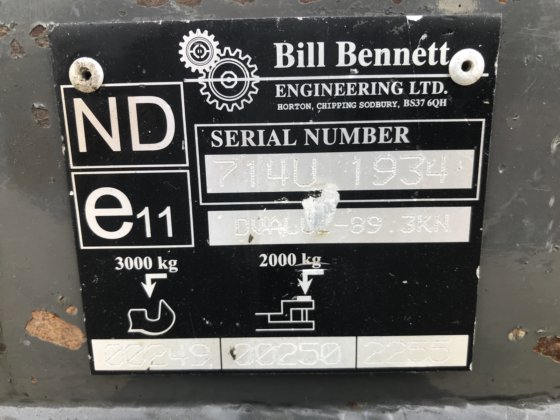 Bill Bennett
ENGINEERING LTD.
HORTON, CHIPPING SODBURY, BS37 6QH
ND
SERIAL NUMBER
714U 1934
e11
DVALUE-89.3KN
3000 kg
2000 kg
00249
00250
2255